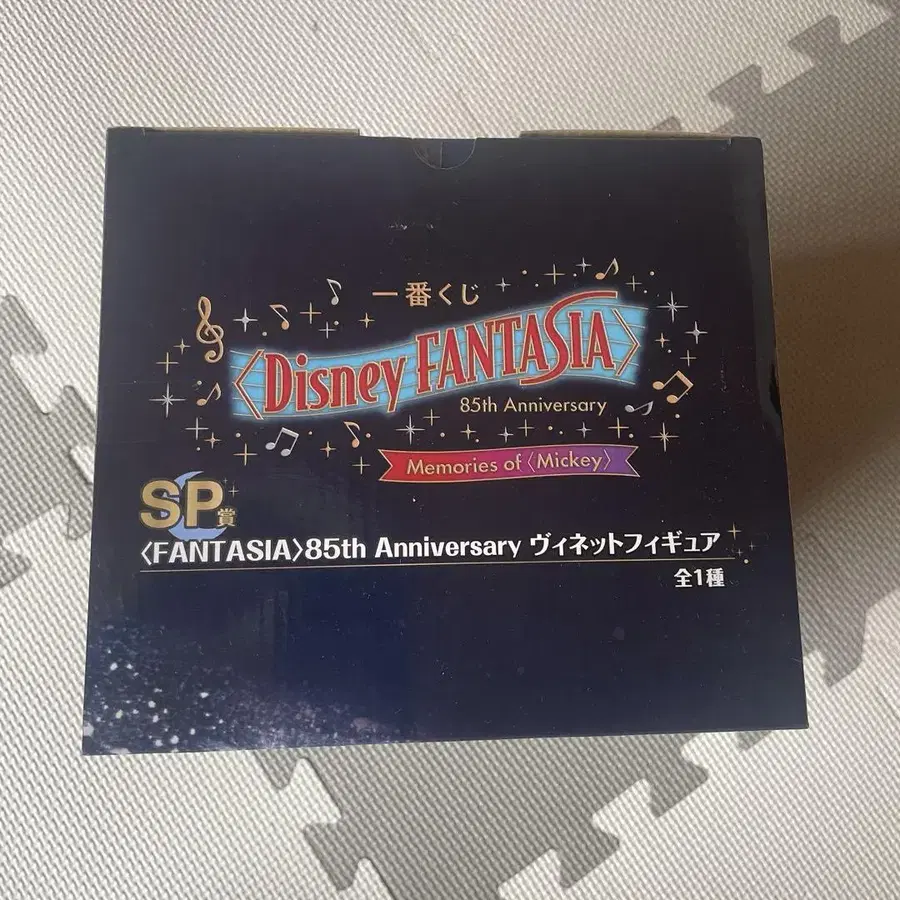 一番くじ
〈Disney FANTASIA〉
85th Anniversary
Memories of〈Mickey〉
SP賞
〈FANTASIA〉85th Anniversary ヴィネットフィギュア
全1種